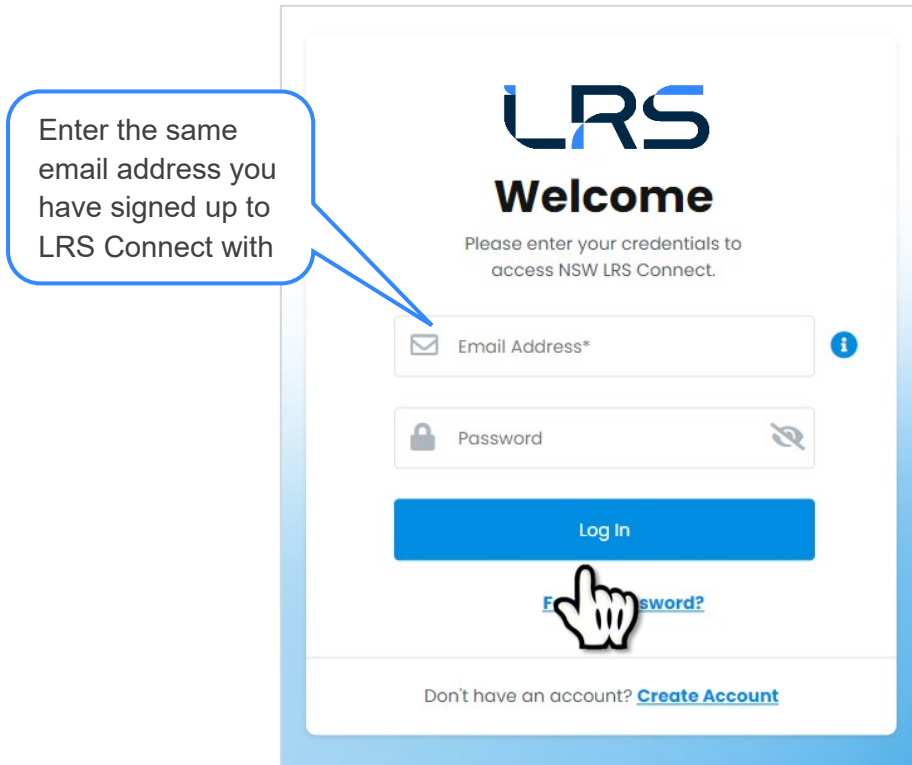 Enter the same
email address you
have signed up to
LRS Connect with
LRS
Welcome
Please enter your credentials to
access NSW LRS Connect.
Email Address*
Password
Log In
F sword?
Don't have an account? Create Account